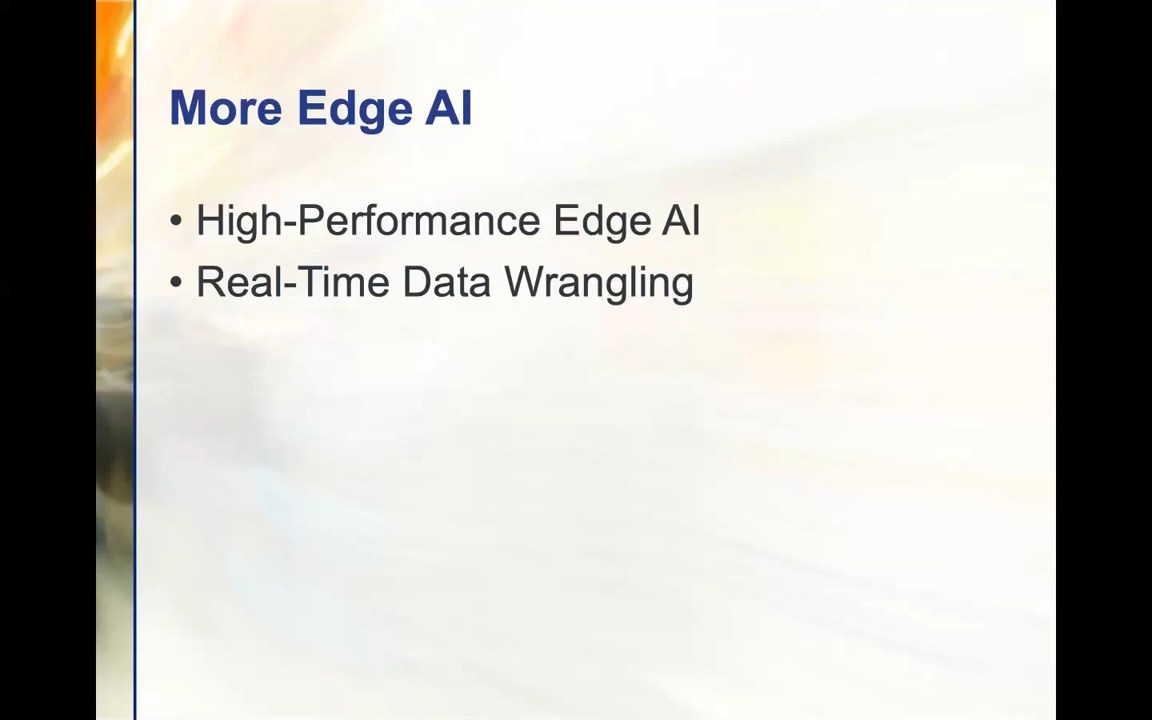 More Edge AI
• High-Performance Edge AI
• Real-Time Data Wrangling